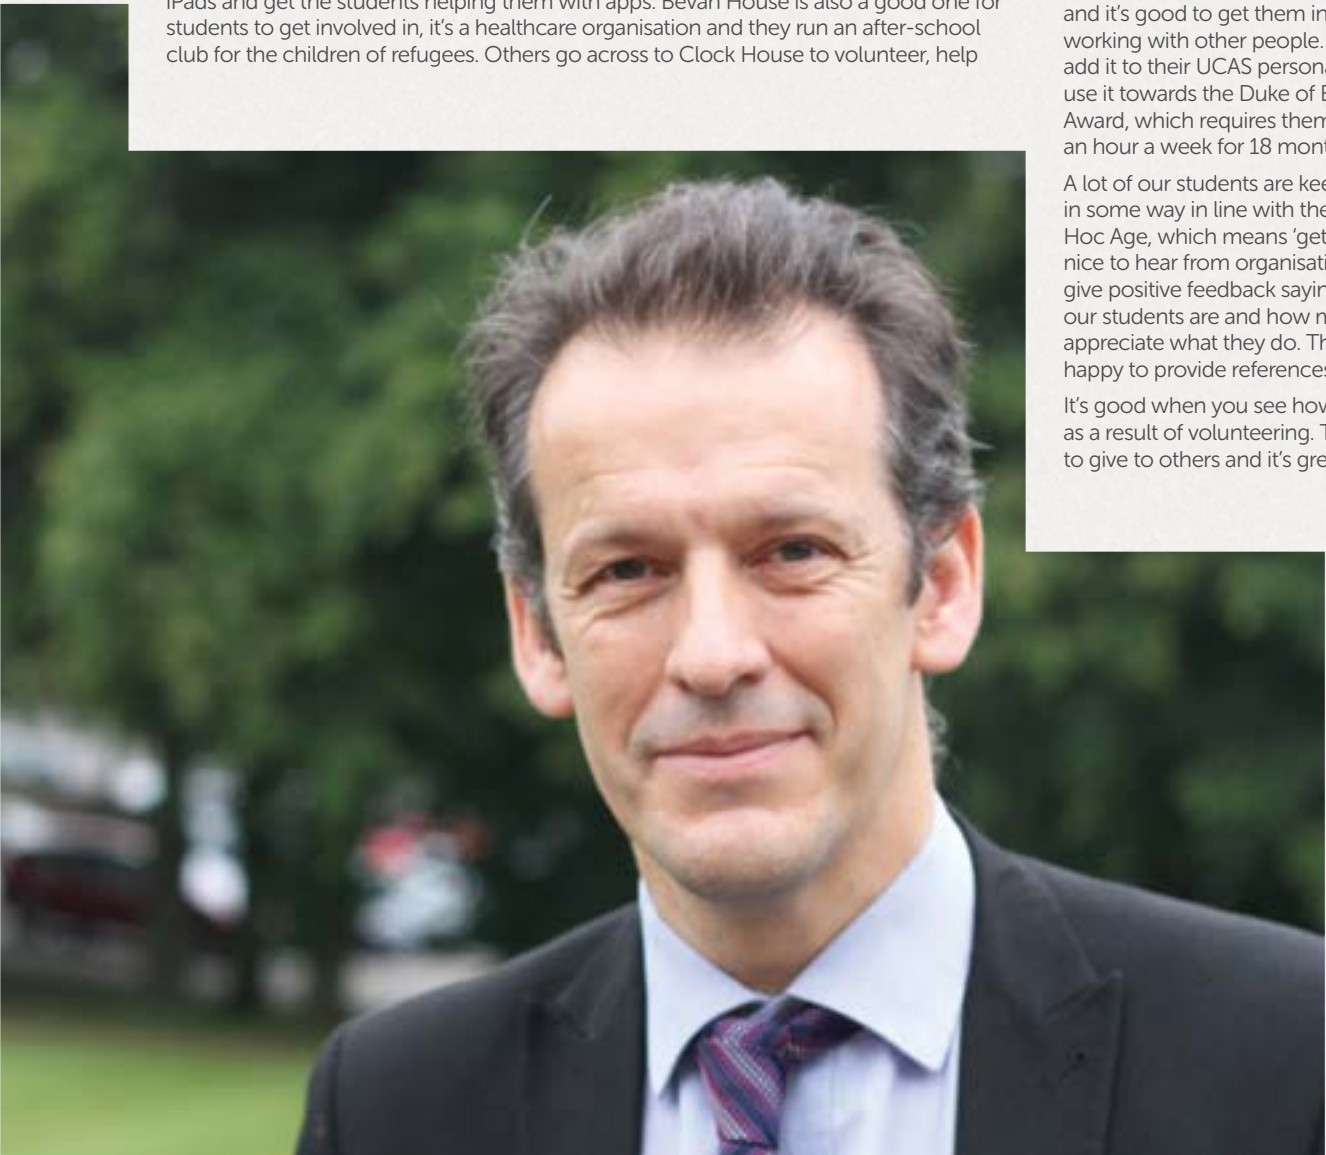 iPads and get the students helping them with apps. Bevan House is also a good one for
students to get involved in, it's a healthcare organisation and they run an after-school
club for the children of refugees. Others go across to Clock House to volunteer, help
and it's good to get them in
working with other people.
add it to their UCAS person
use it towards the Duke of
Award, which requires them
an hour a week for 18 mont
A lot of our students are kee
in some way in line with the
Hoc Age, which means ‘get
nice to hear from organisati
give positive feedback sayin
our students are and how
appreciate what they do. Th
happy to provide references
It's good when you see how
as a result of volunteering. T
to give to others and it's gre